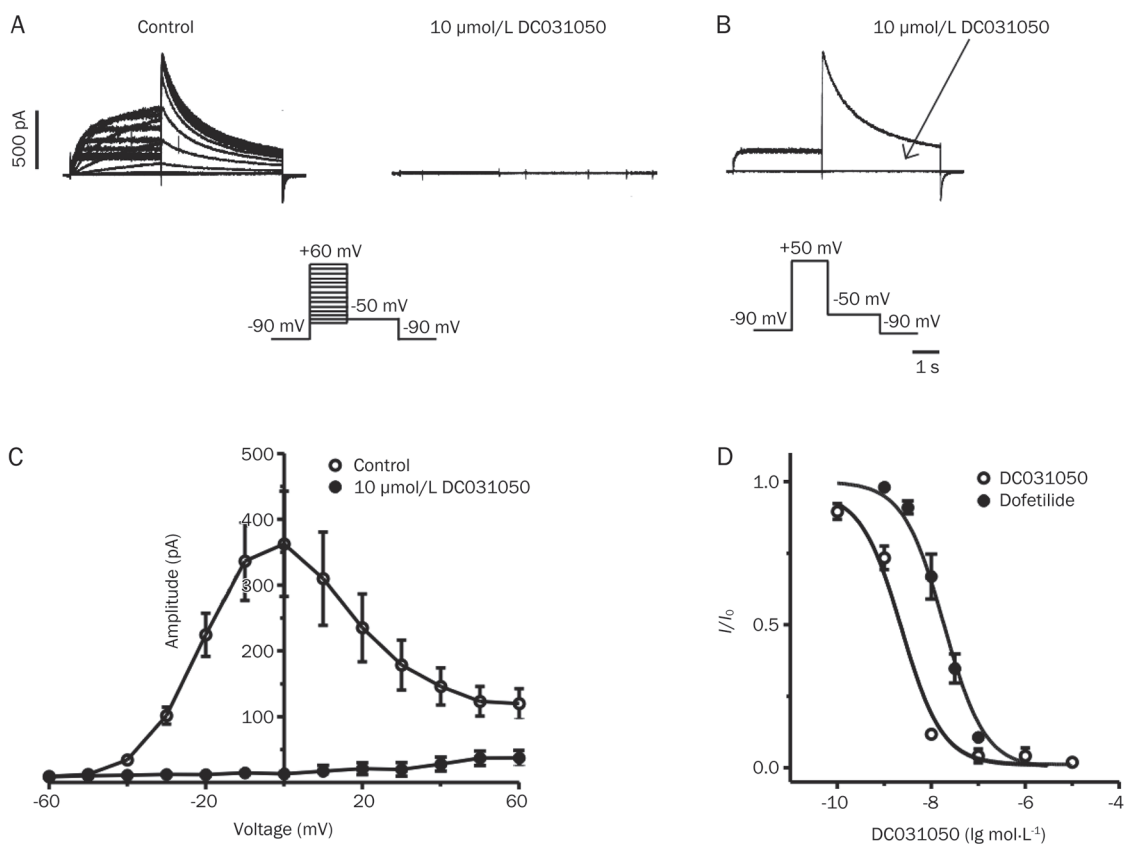 A
Control
10 µmol/L DC031050
500 pA
+60 mV
-50 mV
-90 mV
-90 mV
B
10 µmol/L DC031050
+50 mV
-50 mV
-90 mV
-90 mV
1 s
C
500
400
300
200
100
Amplitude (pA)
Control
10 µmol/L DC031050
-60
-20
20
60
Voltage (mV)
D
1.0
0.5
0.0
I/I₀
DC031050
Dofetilide
-10
-8
-6
-4
DC031050 (lg mol·L⁻¹)